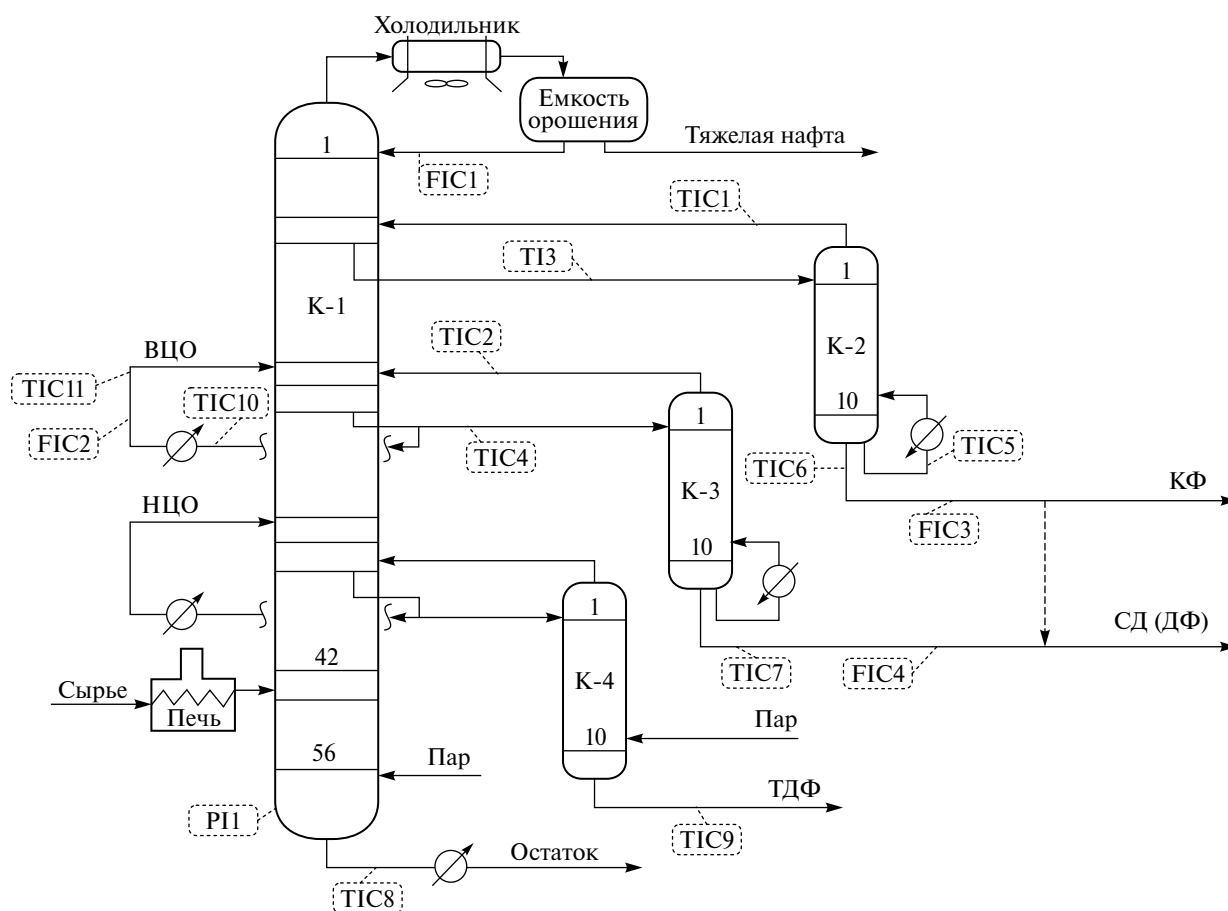 Холодильник
Емкость
орошения
Тяжелая нафта
1
FIC1
TIC1
TI3
1
К-1
К-2
10
TIC2
ВЦО
TIC11
TIC10
FIC2
1
TIC4
TIC6
TIC5
К-3
КФ
FIC3
НЦО
10
1
СД (ДФ)
42
TIC7
FIC4
К-4
Сырье
Печь
Пар
10
56
Пар
ТДФ
PI1
TIC9
Остаток
TIC8